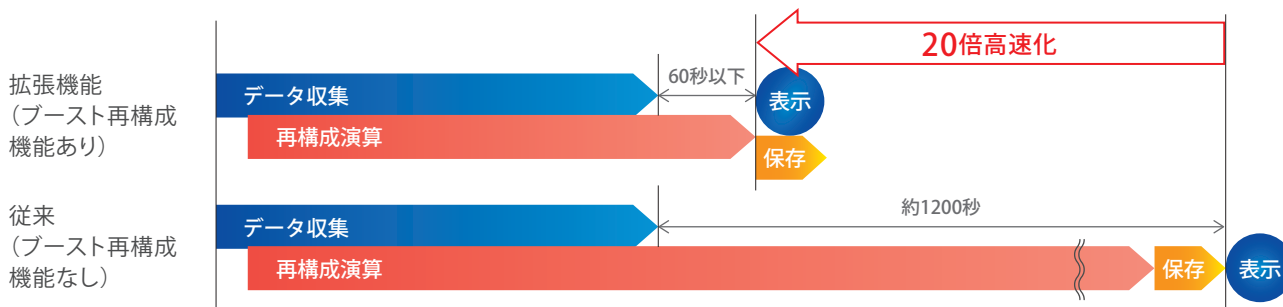 20倍高速化
拡張機能
（ブースト再構成
機能あり）
データ収集
60秒以下
表示
再構成演算
保存
従来
（ブースト再構成
機能なし）
データ収集
約1200秒
再構成演算
保存
表示